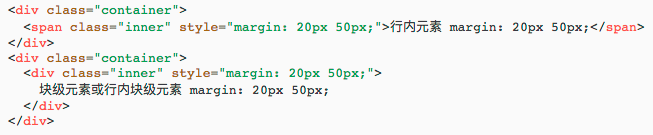 <div class="container">
  <span class="inner" style="margin: 20px 50px;">行内元素 margin: 20px 50px;</span>
</div>
<div class="container">
  <div class="inner" style="margin: 20px 50px;">
    块级元素或行内块级元素 margin: 20px 50px;
  </div>
</div>